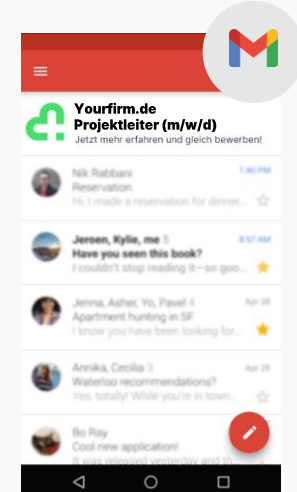 Yourfirm.de
Projektleiter (m/w/d)
Jetzt mehr erfahren und gleich bewerben!
Nik Rabbani
1:40 PM
Reservation
Hi, I made a reservation for dinner...
Jeroen, Kylie, me 5
8:57 AM
Have you seen this book?
I couldn't stop reading it—so goo...
Jenna, Asher, Yo, Pavel 4
Apr 28
Apartment hunting in SF
I know you have been looking for...
Annika, Cecilia 3
Apr 28
Waterloo recommendations?
Yes, totally! While you're in town...
Bo Ray
Cool new application!
It was released yesterday and th